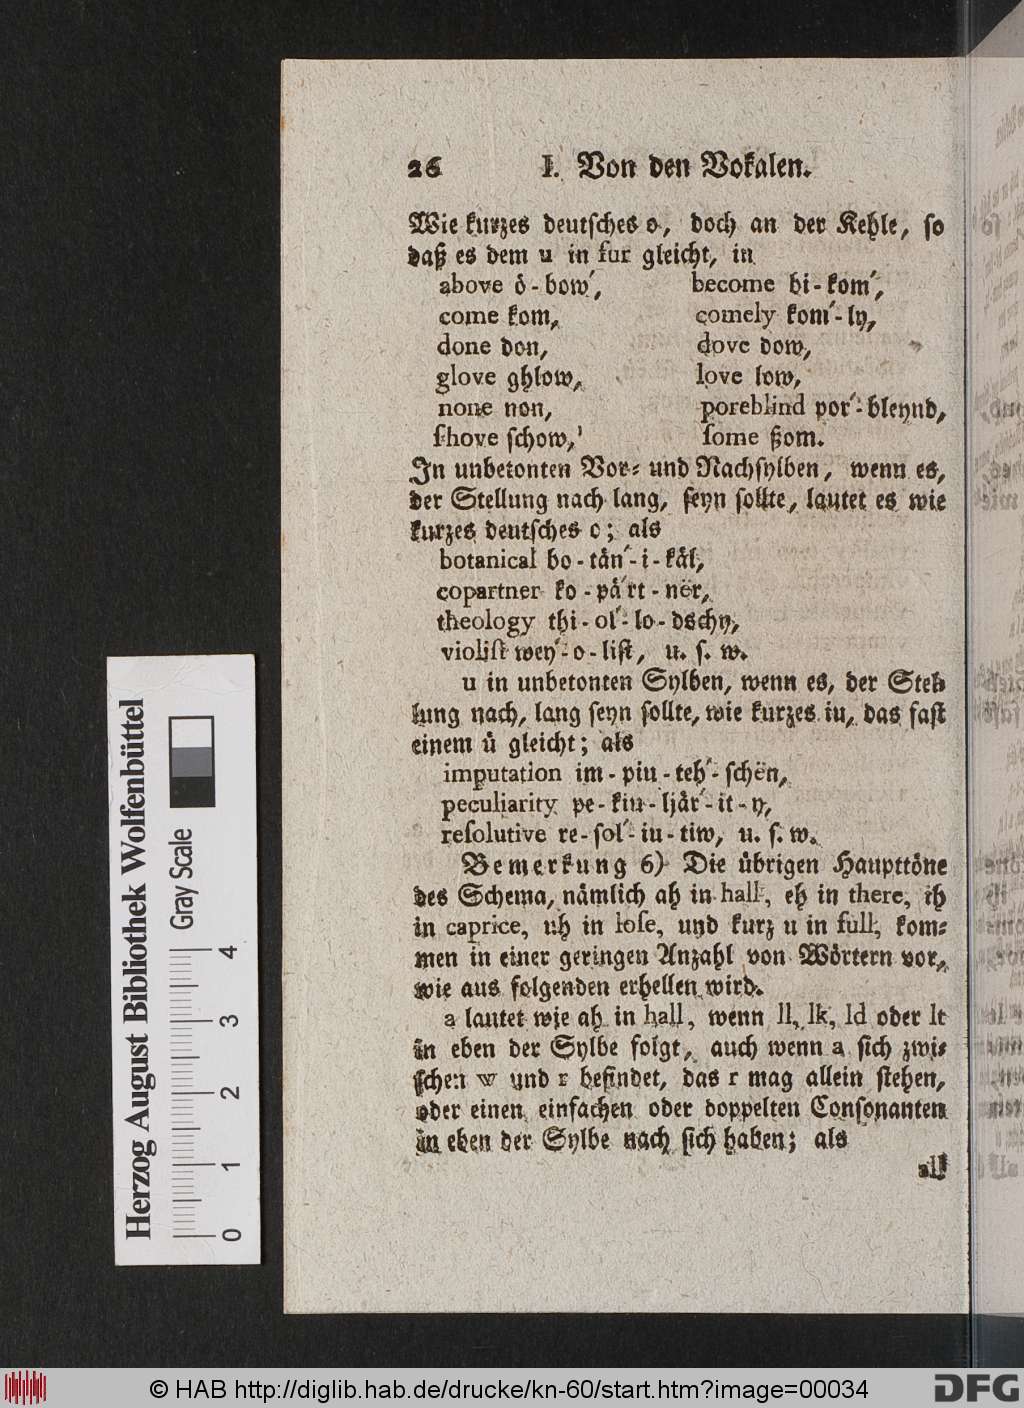 26 I. Von den Vokalen.
Wie kurzes deutsches o, doch an der Kehle, so
daß es dem u in fur gleicht, in
above ŏ-bow´, become bi-kom´,
come kom, comely kom´-ly,
done don, dove dow,
glove ghlow, love low,
none non, poreblind por´-bleynd,
ſhove ſchow, ſome ßom.
In unbetonten Vor- und Nachſylben, wenn es,
der Stellung nach lang, ſeyn ſollte, lautet es wie
kurzes deutſches o; als
botanical bo-tän´-i-käl,
copartner ko-pä´rt-nër,
theology thi-ol´-lo-dschy,
violiſt wey´-o-liſt, u. ſ. w.
u in unbetonten Sylben, wenn es, der Stel-
lung nach, lang ſeyn ſollte, wie kurzes iu, das faſt
einem ü gleicht; als
imputation im-piu-teh´-ſchën,
peculiarity pe-kiu-ljär´-it-y,
reſolutive re-ſol´-iu-tiw, u. ſ. w.
Bemerkung 6) Die übrigen Haupttöne
des Schema, nämlich ah in hall, eh in there, ih
in caprice, uh in loſe, und kurz u in full, kom-
men in einer geringen Anzahl von Wörtern vor,
wie aus folgenden erhellen wird.
a lautet wie ah in hall, wenn ll, lk, ld oder lt
in eben der Sylbe folgt, auch wenn a ſich zwi-
ſchen w und r befindet, das r mag allein ſtehen,
oder einen einfachen oder doppelten Conſonanten
in eben der Sylbe nach ſich haben; als
all
Herzog August Bibliothek Wolfenbüttel
Gray Scale
0 1 2 3 4
© HAB http://diglib.hab.de/drucke/kn-60/start.htm?image=00034
DFG